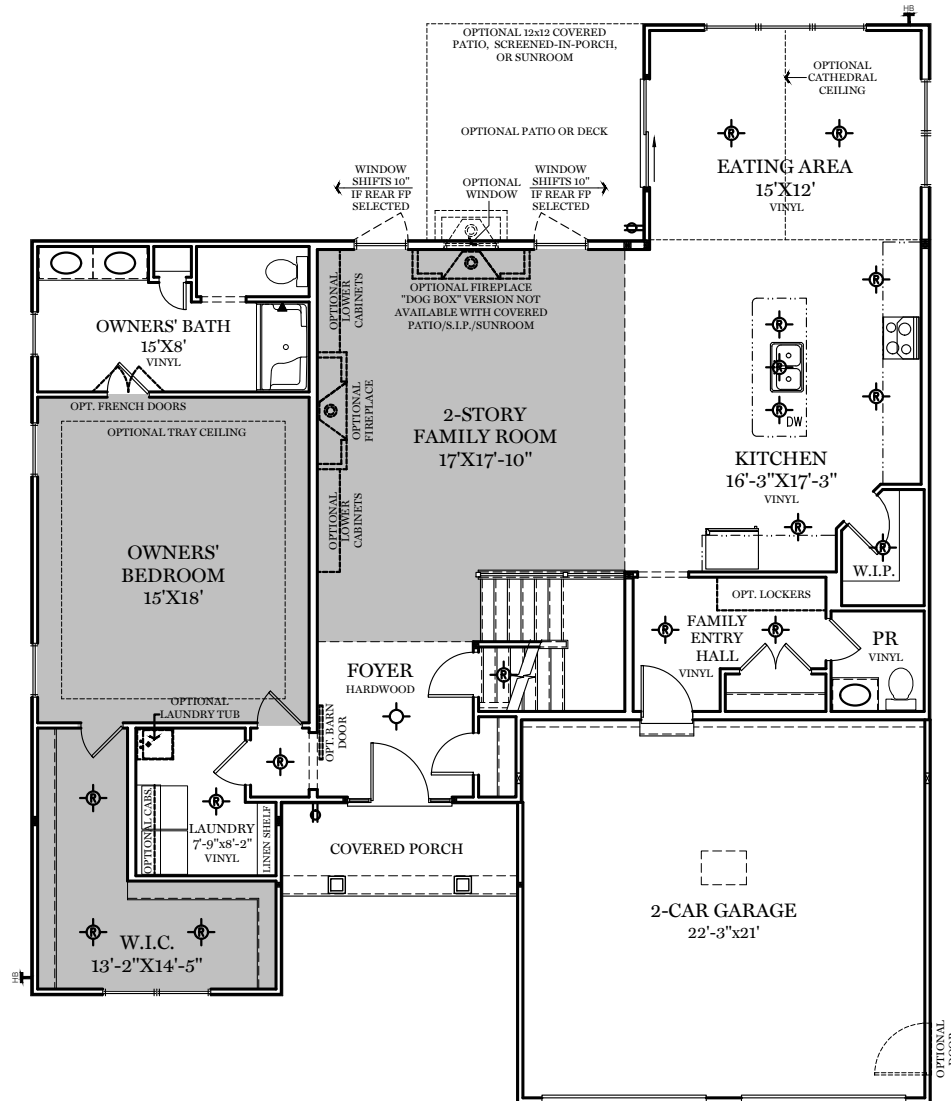 HB
OPTIONAL 12x12 COVERED
PATIO, SCREENED-IN-PORCH,
OR SUNROOM
OPTIONAL
CATHEDRAL
CEILING
OPTIONAL PATIO OR DECK
R
R
EATING AREA
15'X12'
VINYL
WINDOW
SHIFTS 10"
IF REAR FP
SELECTED
OPTIONAL
WINDOW
WINDOW
SHIFTS 10"
IF REAR FP
SELECTED
OPTIONAL
LOWER
CABINETS
OPTIONAL FIREPLACE
"DOG BOX" VERSION NOT
AVAILABLE WITH COVERED
PATIO/S.I.P./SUNROOM
OWNERS' BATH
15'X8'
VINYL
R
R
R
R
R
DW
OPT. FRENCH DOORS
OPTIONAL TRAY CEILING
OPTIONAL
FIREPLACE
2-STORY
FAMILY ROOM
17'X17'-10"
KITCHEN
16'-3"X17'-3"
VINYL
OPTIONAL
LOWER
CABINETS
R
R
W.I.P.
OWNERS'
BEDROOM
15'X18'
OPT. LOCKERS
R
FAMILY
ENTRY
HALL
VINYL
R
PR
VINYL
FOYER
HARDWOOD
R
OPTIONAL
LAUNDRY TUB
OPT. BARN
DOOR
R
R
R
OPTIONAL CABS.
LAUNDRY
7'-9"x8'-2"
VINYL
LINEN SHELF
COVERED PORCH
2-CAR GARAGE
22'-3"x21'
R
R
W.I.C.
13'-2"X14'-5"
HB
OPTIONAL
DOOR